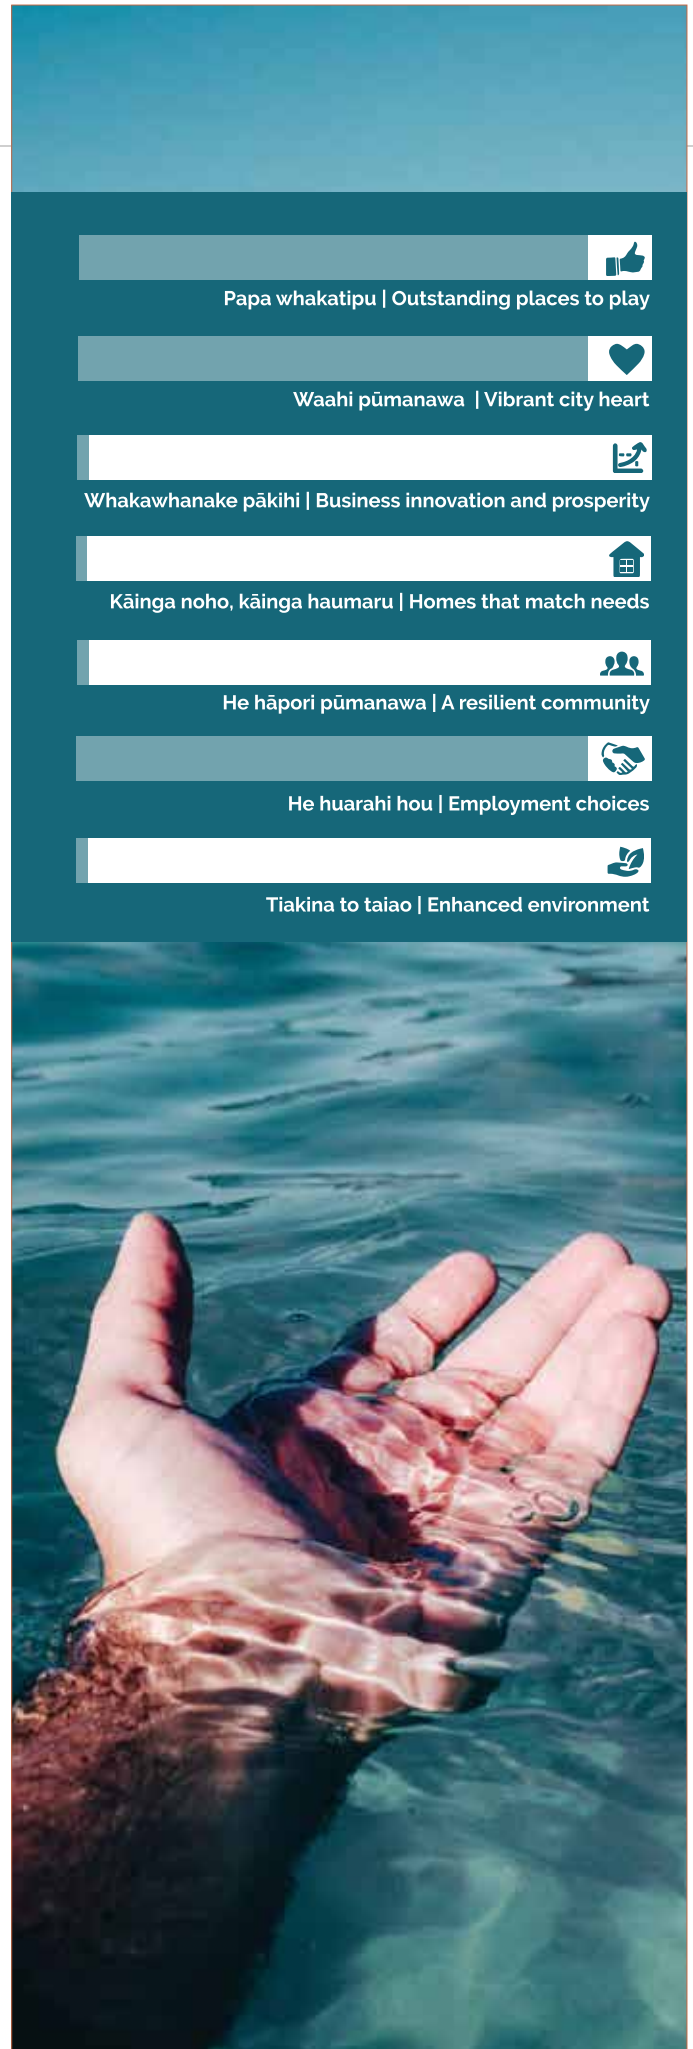 Papa whakatipu | Outstanding places to play
Waahi pūmanawa | Vibrant city heart
Whakawhanake pākihi | Business innovation and prosperity
Kāinga noho, kāinga haumaru | Homes that match needs
He hāpori pūmanawa | A resilient community
He huarahi hou | Employment choices
Tiakina to taiao | Enhanced environment